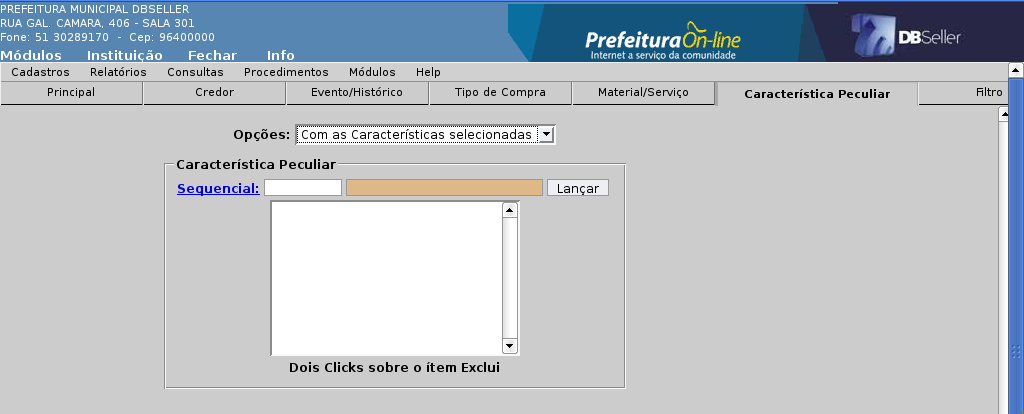 PREFEITURA MUNICIPAL DBSELLER
RUA GAL. CAMARA, 406 - SALA 301
Fone: 51 30289170 - Cep: 96400000
Prefeitura On-line
Internet a serviço da comunidade
DBSeller
Módulos Instituição Fechar Info
Cadastros Relatórios Consultas Procedimentos Módulos Help
Principal Credor Evento/Histórico Tipo de Compra Material/Serviço Característica Peculiar Filtro
Opções: Com as Características selecionadas
Característica Peculiar
Sequencial: Lançar
Dois Clicks sobre o ítem Exclui